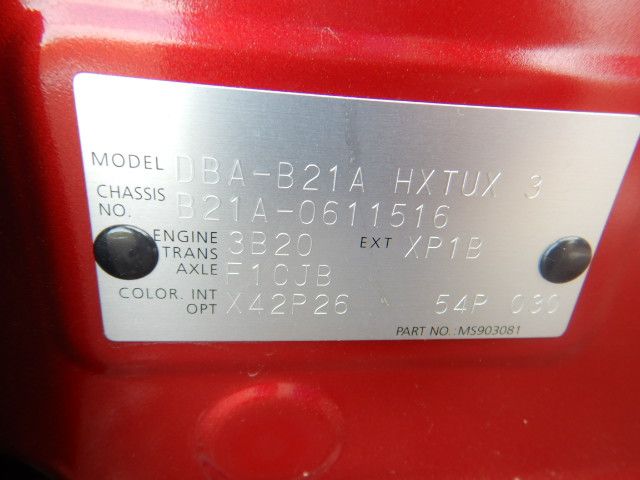 MODEL DBA-B21A HXTUX 3
CHASSIS NO. B21A-0611516
ENGINE 3B20 EXT XP1B
TRANS AXLE F1CJB
COLOR. INT OPT X42P26 54P 030
PART NO.:MS903081